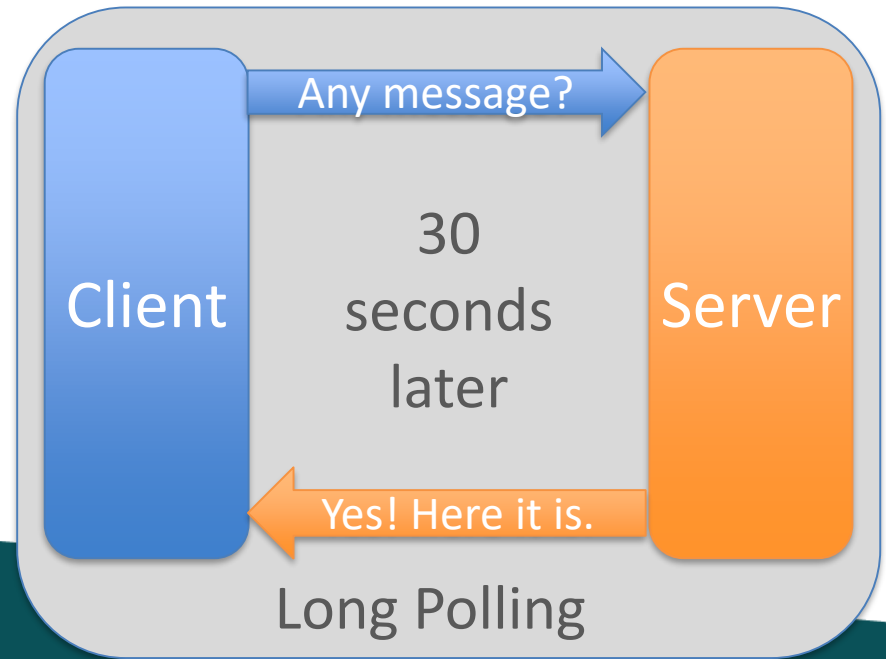 Any message?
Client
30
seconds
later
Server
Yes! Here it is.
Long Polling